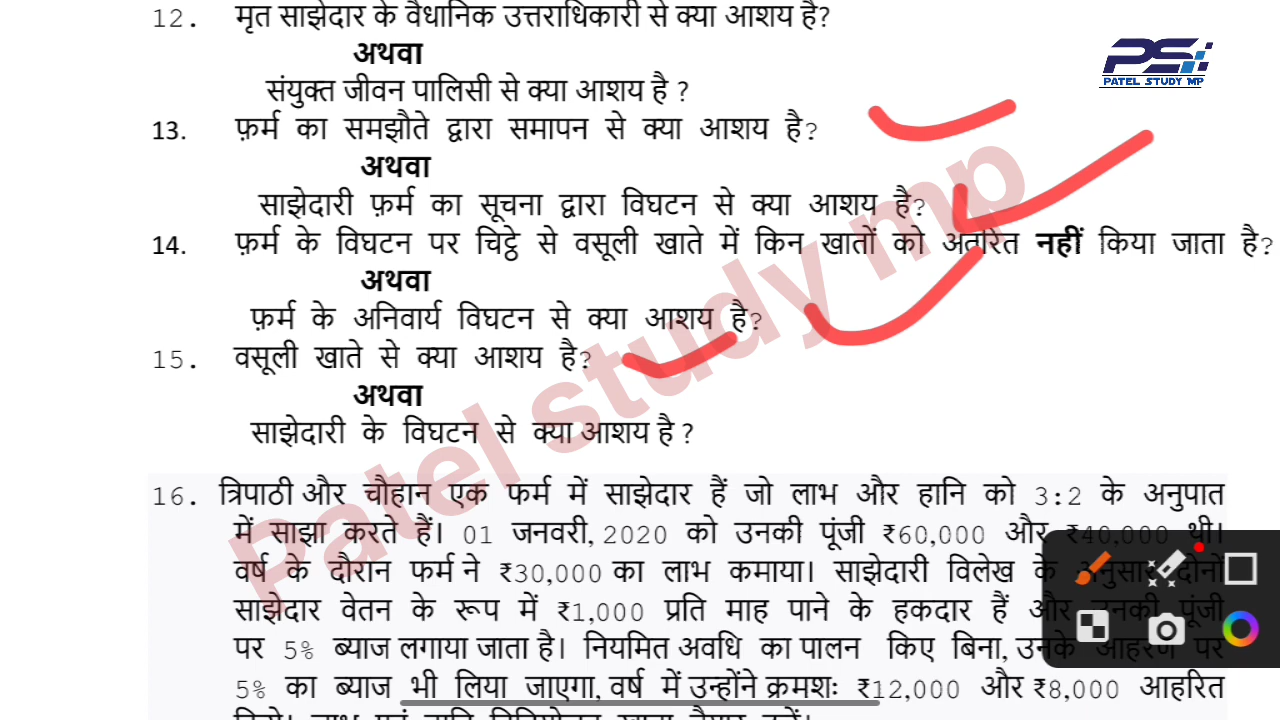 12. मृत साझेदार के वैधानिक उत्तराधिकारी से क्या आशय है?
अथवा
संयुक्त जीवन पालिसी से क्या आशय है ?
13. फ़र्म का समझौते द्वारा समापन से क्या आशय है?
अथवा
साझेदारी फ़र्म का सूचना द्वारा विघटन से क्या आशय है?
14. फ़र्म के विघटन पर चिट्ठे से वसूली खाते में किन खातों को अंतरित नहीं किया जाता है?
अथवा
फ़र्म के अनिवार्य विघटन से क्या आशय है?
15. वसूली खाते से क्या आशय है?
अथवा
साझेदारी के विघटन से क्या आशय है ?
16. त्रिपाठी और चौहान एक फर्म में साझेदार हैं जो लाभ और हानि को 3:2 के अनुपात
में साझा करते हैं। 01 जनवरी, 2020 को उनकी पूंजी ₹60,000 और ₹40,000 थी।
वर्ष के दौरान फर्म ने ₹30,000 का लाभ कमाया। साझेदारी विलेख के अनुसार दोनों
साझेदार वेतन के रूप में ₹1,000 प्रति माह पाने के हकदार हैं और उनकी पूंजी
पर 5% ब्याज लगाया जाता है। नियमित अवधि का पालन किए बिना, उनके आहरण पर
5% का ब्याज भी लिया जाएगा, वर्ष में उन्होंने क्रमशः ₹12,000 और ₹8,000 आहरित
PATEL STUDY MP
Patel study mp